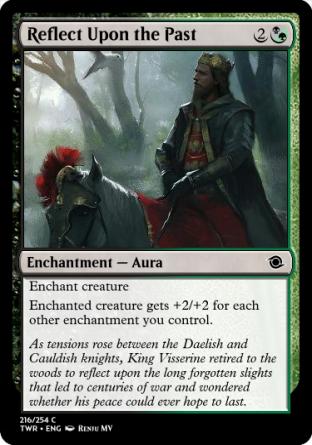 Reflect Upon the Past 2
Enchantment — Aura
Enchant creature
Enchanted creature gets +2/+2 for each
other enchantment you control.
As tensions rose between the Daelish and
Cauldish knights, King Visserine retired to the
woods to reflect upon the long forgotten slights
that led to centuries of war and wondered
whether his peace could ever hope to last.
216/254 C
TWR • ENG Reniu MV